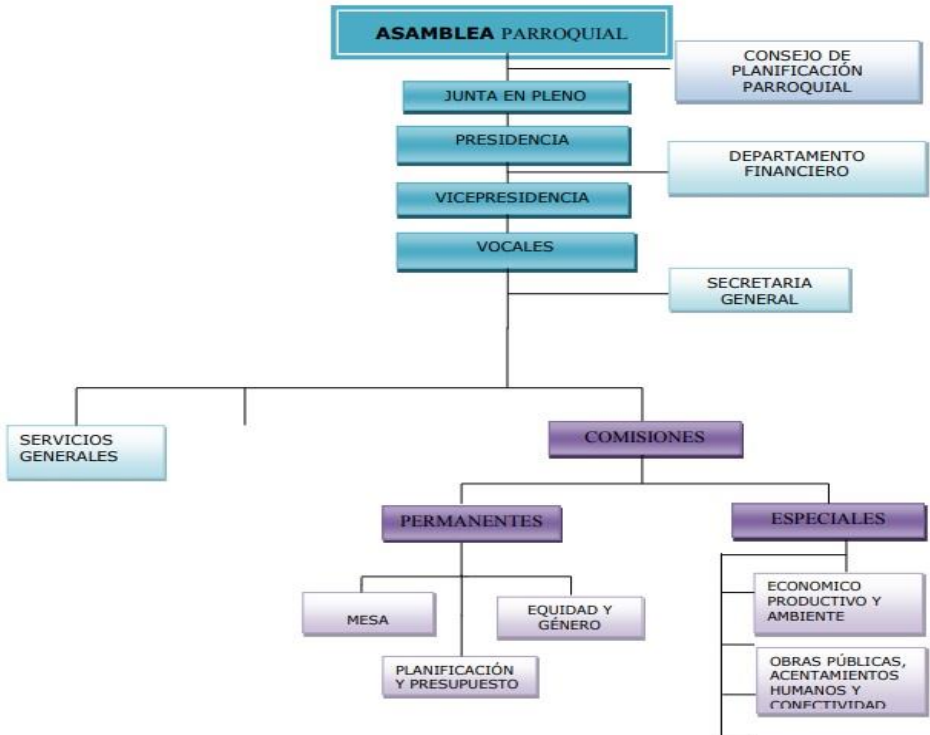 ASAMBLEA PARROQUIAL
CONSEJO DE
PLANIFICACIÓN
PARROQUIAL
JUNTA EN PLENO
PRESIDENCIA
DEPARTAMENTO
FINANCIERO
VICEPRESIDENCIA
VOCALES
SECRETARIA
GENERAL
SERVICIOS
GENERALES
COMISIONES
PERMANENTES
ESPECIALES
MESA
EQUIDAD Y
GÉNERO
PLANIFICACIÓN
Y PRESUPUESTO
ECONOMICO
PRODUCTIVO Y
AMBIENTE
OBRAS PÚBLICAS,
ACENTAMIENTOS
HUMANOS Y
CONECTIVIDAD